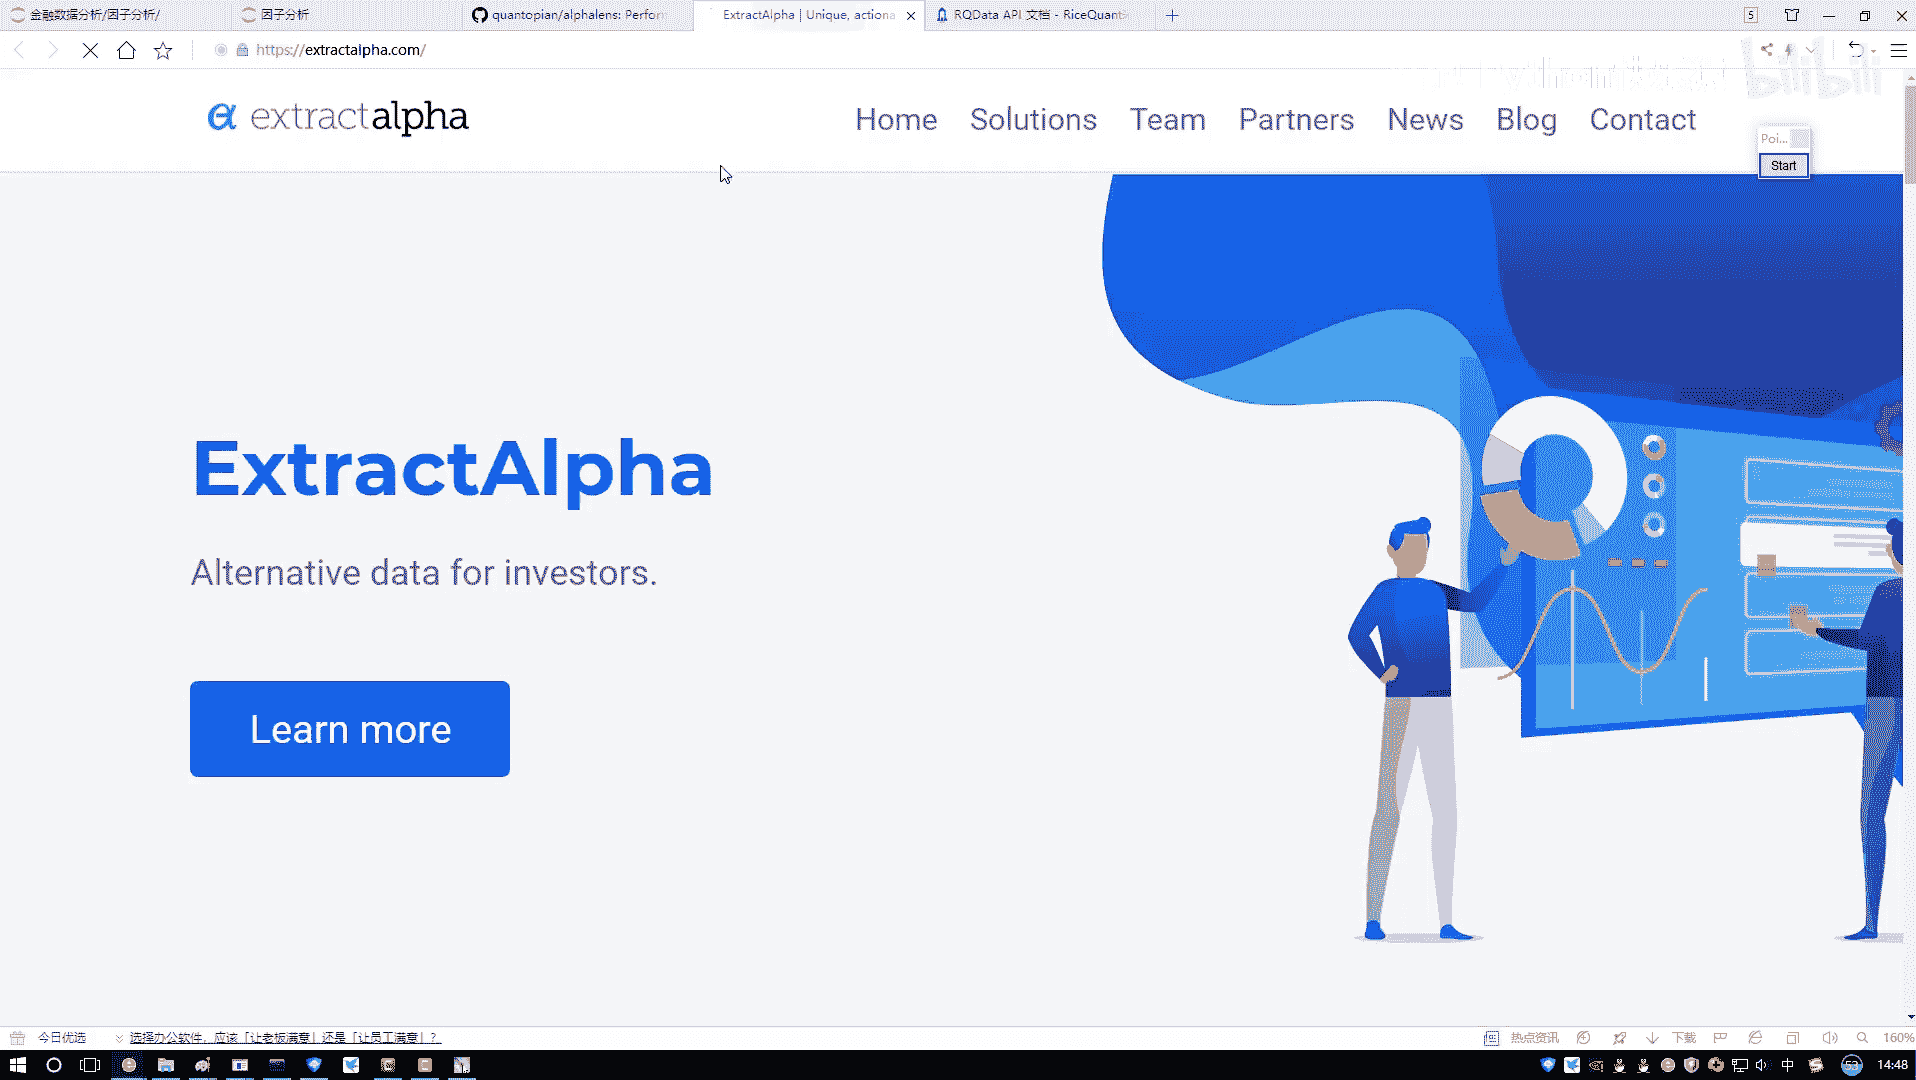 金融数据分析/因子分析/
因子分析
quantopian/alphalens: Perfor
ExtractAlpha | Unique, actiona
RQData API 文档 - RiceQuant
5
https://extractalpha.com/
bilibili
extractalpha
Home
Solutions
Team
Partners
News
Blog
Contact
Poi...
Start
ExtractAlpha
Alternative data for investors.
Learn more
今日优选
选择办公软件，应该「让老板满意」还是「让员工满意」？
热点资讯
下载
160%
中
53
14:48